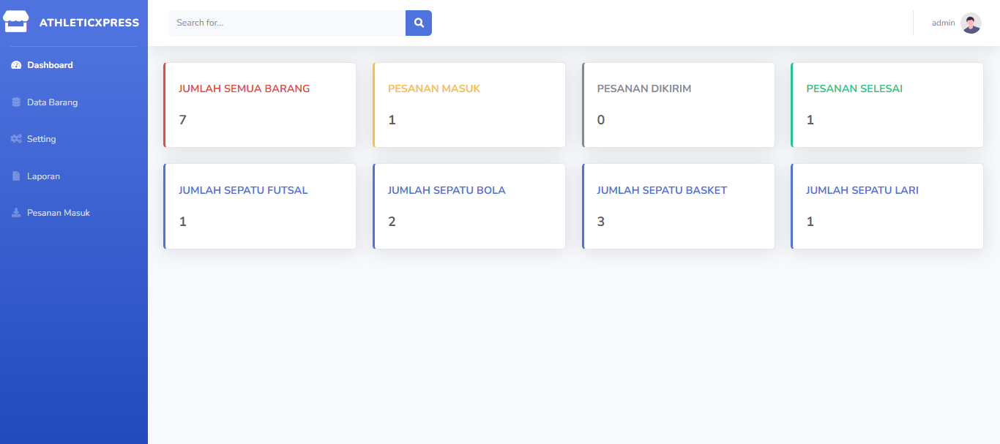 ATHLETICXPRESS
Search for...
admin
Dashboard
Data Barang
Setting
Laporan
Pesanan Masuk
JUMLAH SEMUA BARANG
7
PESANAN MASUK
1
PESANAN DIKIRIM
0
PESANAN SELESAI
1
JUMLAH SEPATU FUTSAL
1
JUMLAH SEPATU BOLA
2
JUMLAH SEPATU BASKET
3
JUMLAH SEPATU LARI
1